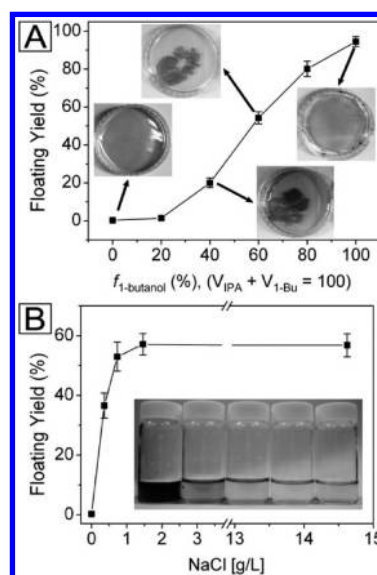 A
Floating Yield (%)
100
80
60
40
20
0
0 20 40 60 80 100
f1-butanol (%), (VIPA + V1-Bu = 100)
B
Floating Yield (%)
80
60
40
20
0
0 1 2 3 13 14 15
NaCl [g/L]